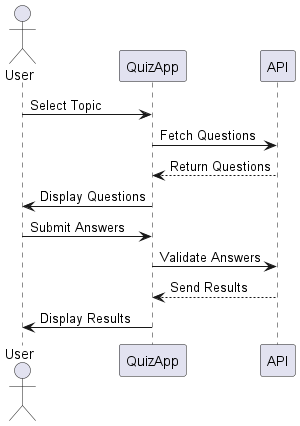 User
QuizApp
API
Select Topic
Fetch Questions
Return Questions
Display Questions
Submit Answers
Validate Answers
Send Results
Display Results
User
QuizApp
API